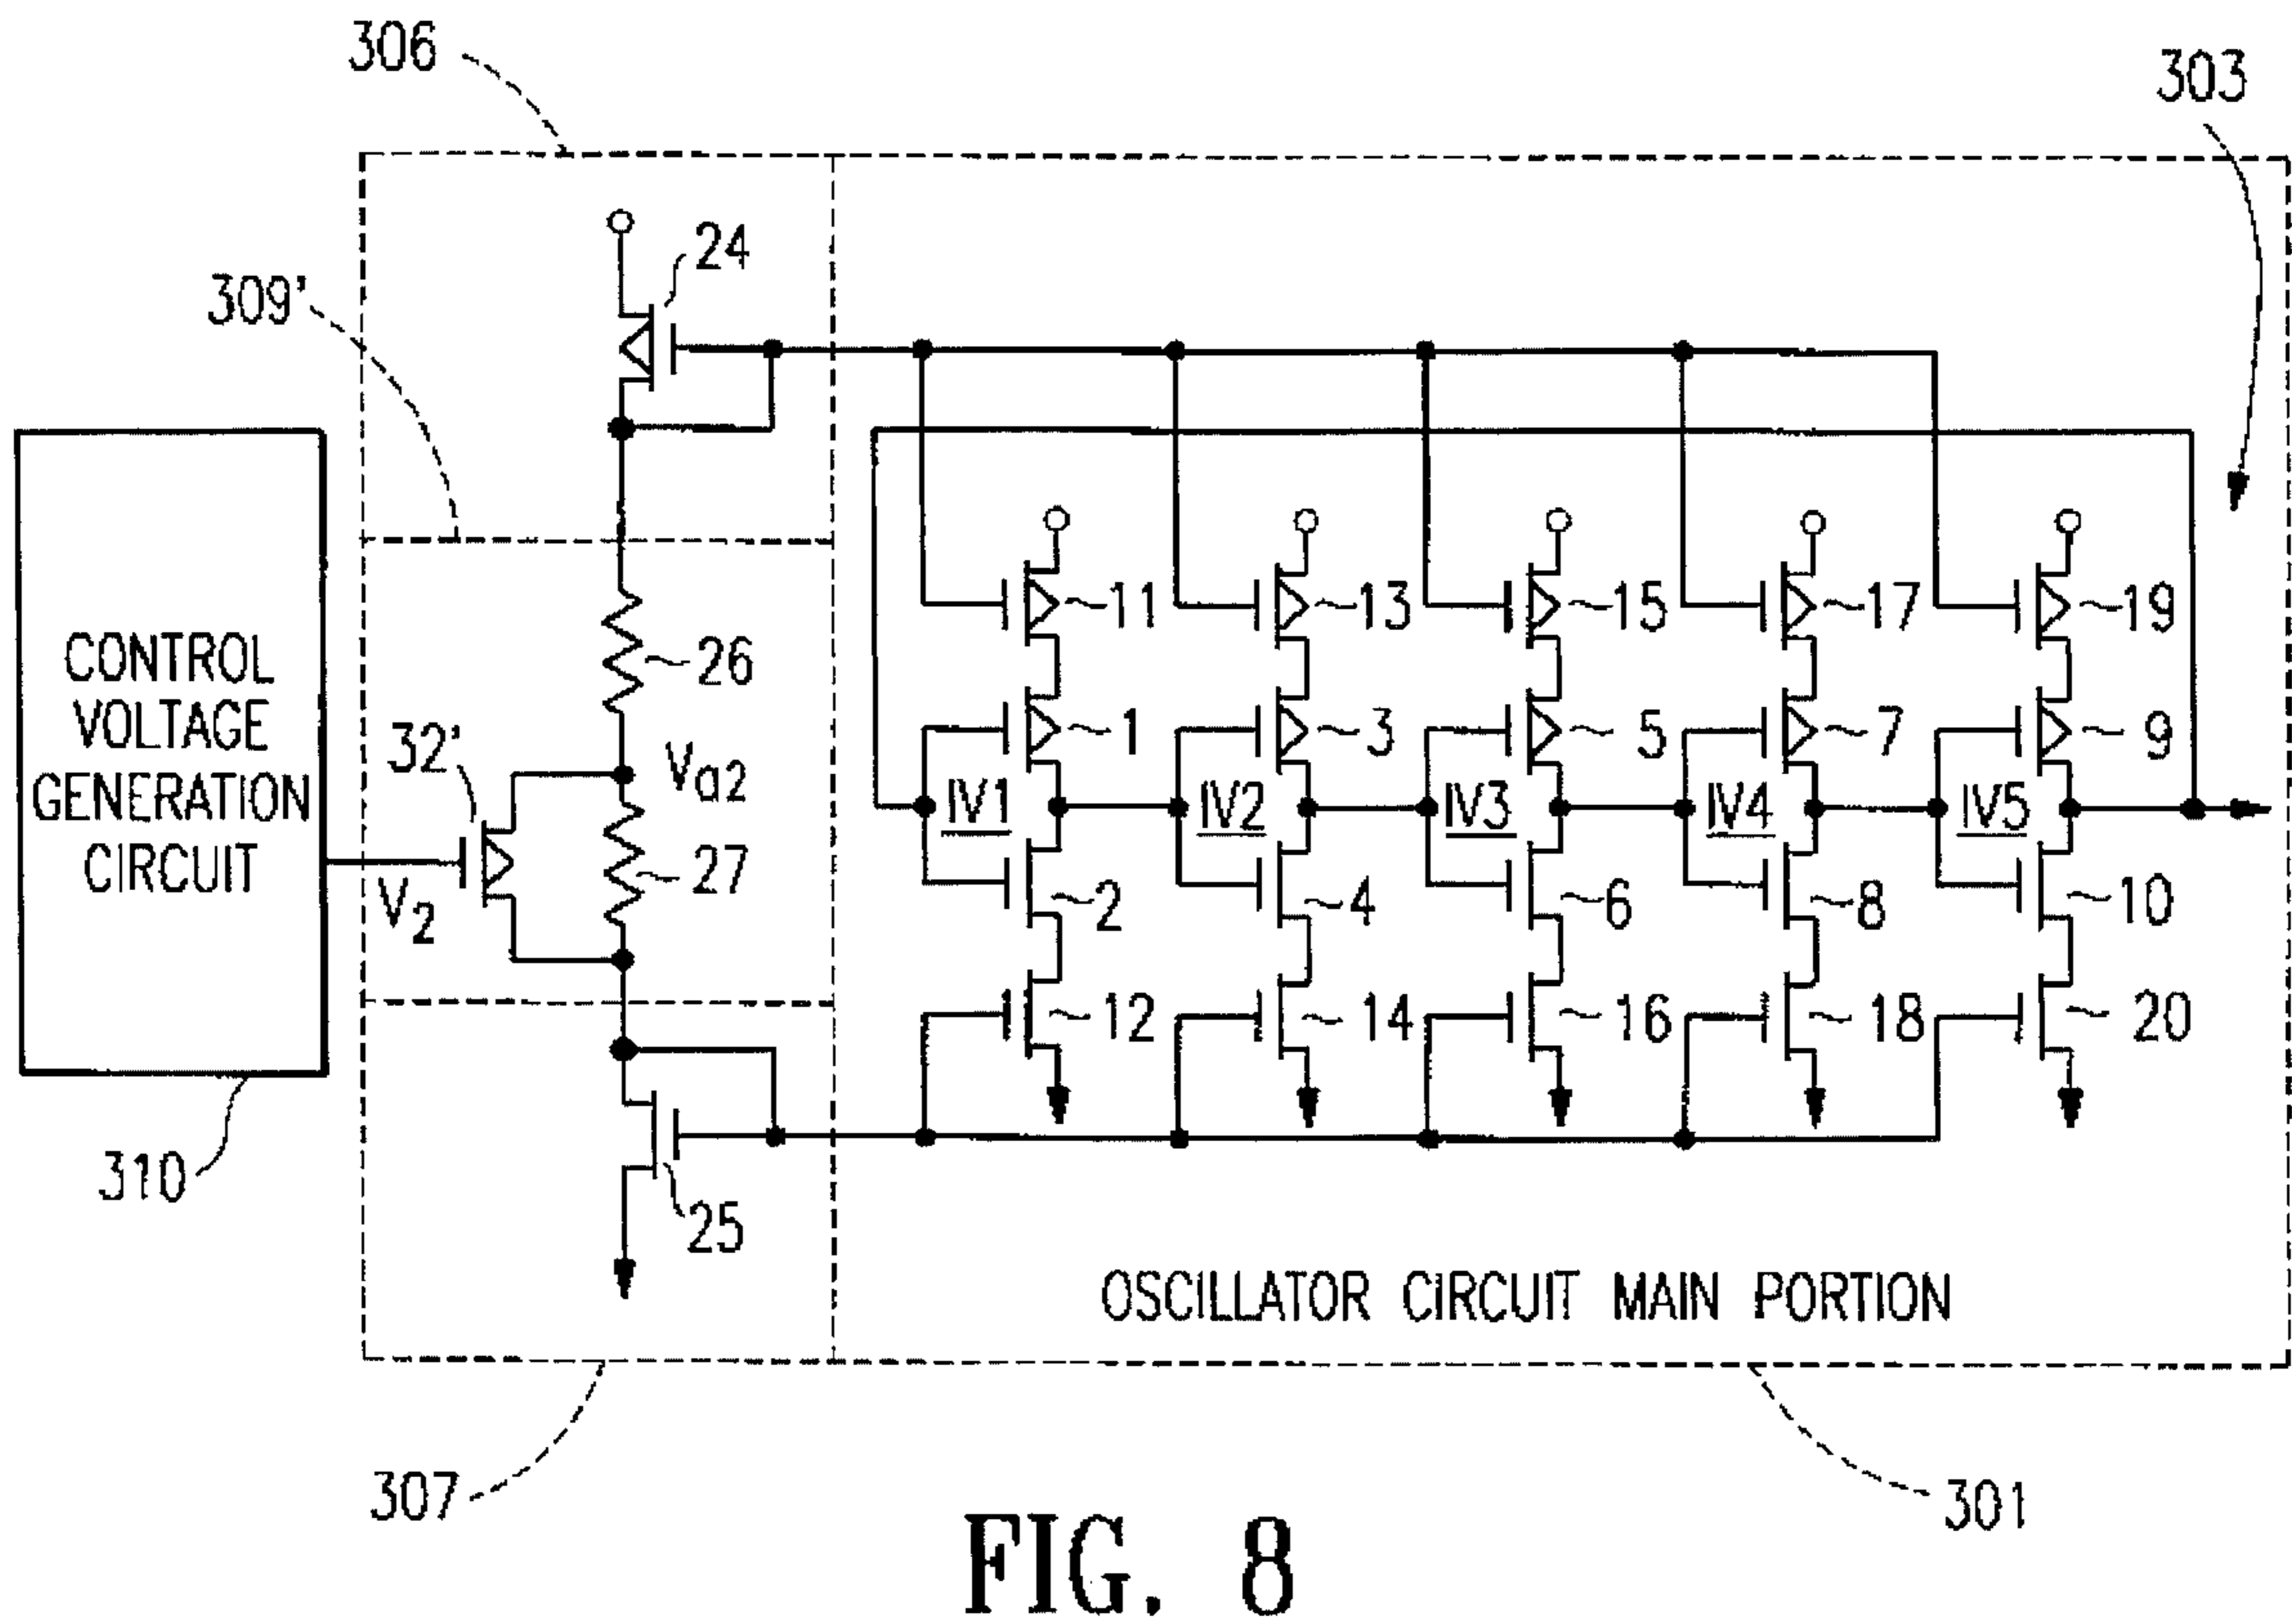 306
303
24
309'
11
13
15
17
19
CONTROL
VOLTAGE
GENERATION
CIRCUIT
26
32'
Va2
1
3
5
7
9
IV1
IV2
IV3
IV4
IV5
27
V2
2
4
6
8
10
12
14
16
18
20
310
25
OSCILLATOR CIRCUIT MAIN PORTION
307
301
FIG. 8